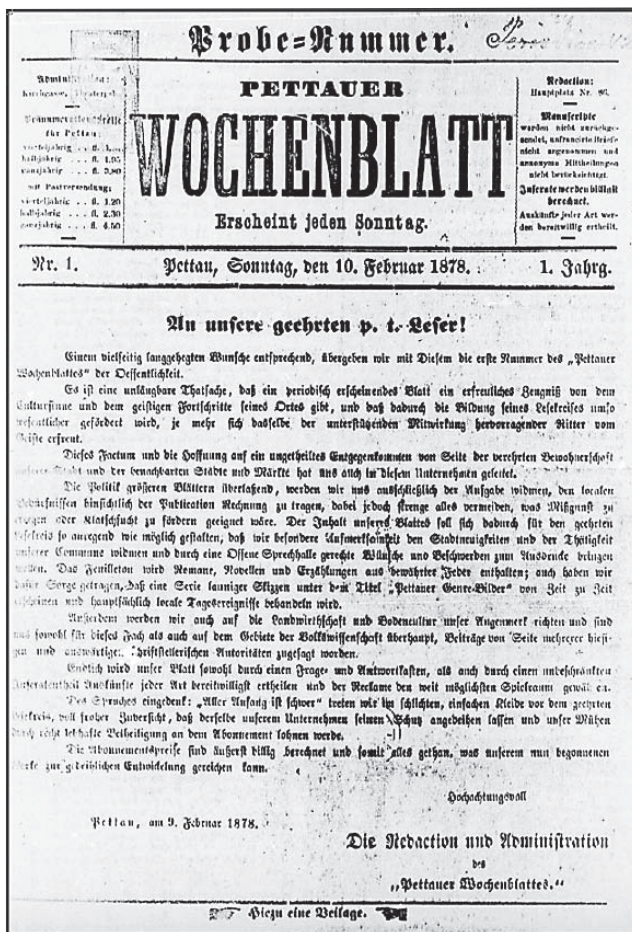 Probe=Nummer.
PETTAUER
WOCHENBLATT
Erscheint jeden Sonntag.
Kirchgasse,
Pränumerations
für Pettau:
vierteljährig . . . fl.
halbjährig . . . fl. 1.95
ganzjährig . . . fl. 3.80
mit Postversendung:
vierteljährig . . . fl. 1.20
halbjährig . . . fl. 2.30
ganzjährig . . . fl. 4.50
Redaction:
Hauptplatz Nr.
Manuscripte
werden nicht zurückge-
sendet, unfrancirte Briefe
nicht angenommen und
annonyme Mittheilungen
nicht berücksichtigt.
Inserate werden billigst
berechnet.
Auskünfte jeder Art wer-
den bereitwillig ertheilt.
Nr. 1.
Pettau, Sonntag, den 10. Februar 1878.
1. Jahrg.
An unsere geehrten p. t. Leser!
Einem vielseitig langgehegten Wunsche entsprechend, übergeben wir mit Diesem die erste Nummer des „Pettauer
Wochenblattes“ der Oeffentlichkeit.
Es ist eine unläugbare Thatsache, daß ein periodisch erscheinendes Blatt ein erfreuliches Zeugniß von dem
Cultursinne und dem geistigen Fortschritte seines Ortes gibt, und daß dadurch die Bildung seines Lesekreises umso
wesentlicher gefördert wird, je mehr sich dasselbe der unterstützenden Mitwirkung hervorragender Ritter vom
Geiste erfreut.
Dieses Factum und die Hoffnung auf ein ungetheiltes Entgegenkommen von Seite der verehrten Bewohnerschaft
unserer Stadt und der benachbarten Städte und Märkte hat uns auch in diesem Unternehmen geleitet.
Die Politik größeren Blättern überlassend, werden wir uns ausschließlich der Aufgabe widmen, den localen
Bedürfnissen hinsichtlich der Publication Rechnung zu tragen, dabei jedoch strenge alles vermeiden, was Mißgunst zu
erregen oder Klatschsucht zu fördern geeignet wäre. Der Inhalt unseres Blattes soll sich dadurch für den geehrten
Lesekreis so anregend wie möglich gestalten, daß wir besondere Aufmerksamkeit den Stadtneuigkeiten und der Thätigkeit
unserer Commune widmen und durch eine Offene Sprechhalle gerechte Wünsche und Beschwerden zum Ausdrucke bringen
wollen. Das Feuilleton wird Romane, Novellen und Erzählungen aus bewährter Feder enthalten; auch haben wir
dafür Sorge getragen, daß eine Serie launiger Skizzen unter dem Titel „Pettauer Genre-Bilder“ von Zeit zu Zeit
erscheinen und hauptsächlich locale Tagesereignisse behandeln wird.
Außerdem werden wir auch auf die Landwirthschaft und Bodencultur unser Augenmerk richten und sind
uns sowohl für dieses Fach als auch auf dem Gebiete der Volkswissenschaft überhaupt, Beiträge von Seite mehrerer hiesi-
gen und auswärtigen schriftstellerischen Autoritäten zugesagt worden.
Endlich wird unser Blatt sowohl durch einen Frage- und Antwortkasten, als auch durch einen unbeschränkten
Inseratentheil Auskünfte jeder Art bereitwilligst ertheilen und der Reclame den weit möglichsten Spielraum
Des Spruches eingedenk: „Aller Anfang ist schwer“ treten wir im schlichten, einfachen Kleide vor dem geehrten
Lesekreis, voll froher Zuversicht, daß derselbe unserem Unternehmen seinen Schutz angedeihen lassen und unser Mühen
durch recht lebhafte Betheiligung an dem Abonnement lohnen werde.
Die Abonnementspreise sind äußerst billig berechnet und somit alles gethan, was unserem nun begonnenen
Werke zur gedeihlichen Entwickelung gereichen kann.
Hochachtungsvoll
Pettau, am 9. Februar 1878.
Die Redaction und Administration
des
„Pettauer Wochenblattes.“
Hiezu eine Beilage.